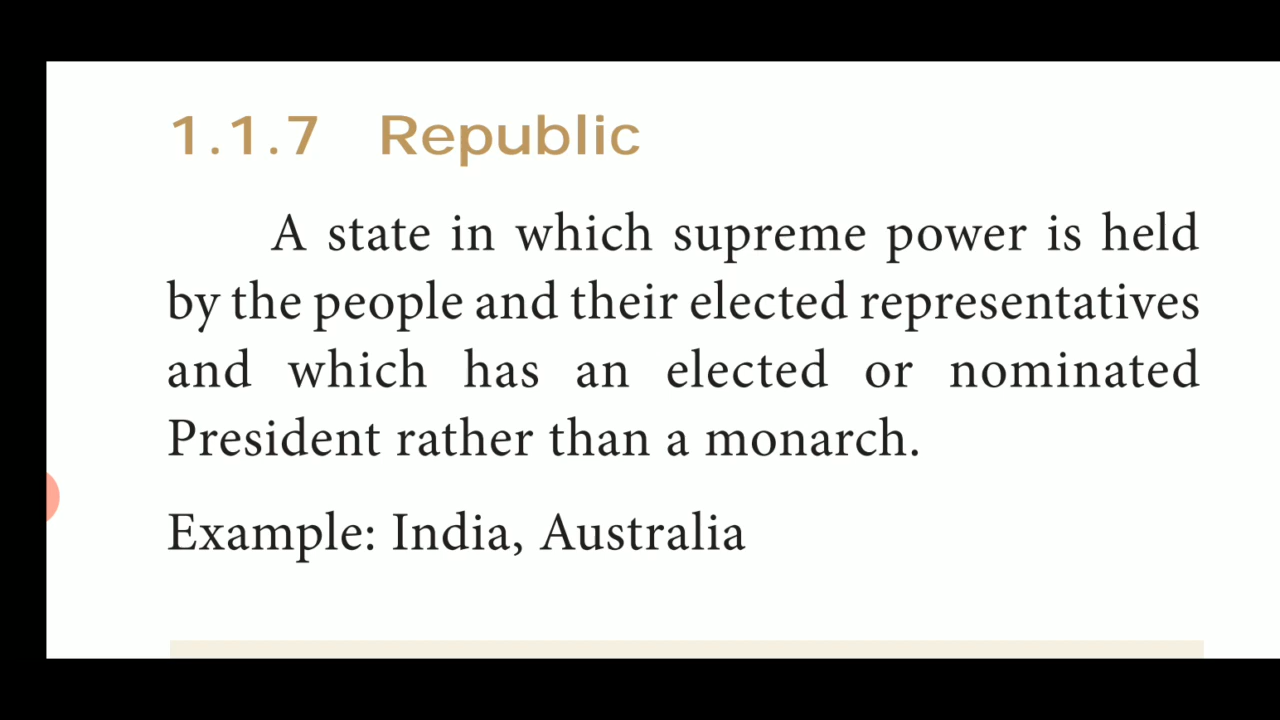 1.1.7 Republic
A state in which supreme power is held
by the people and their elected representatives
and which has an elected or nominated
President rather than a monarch.
Example: India, Australia